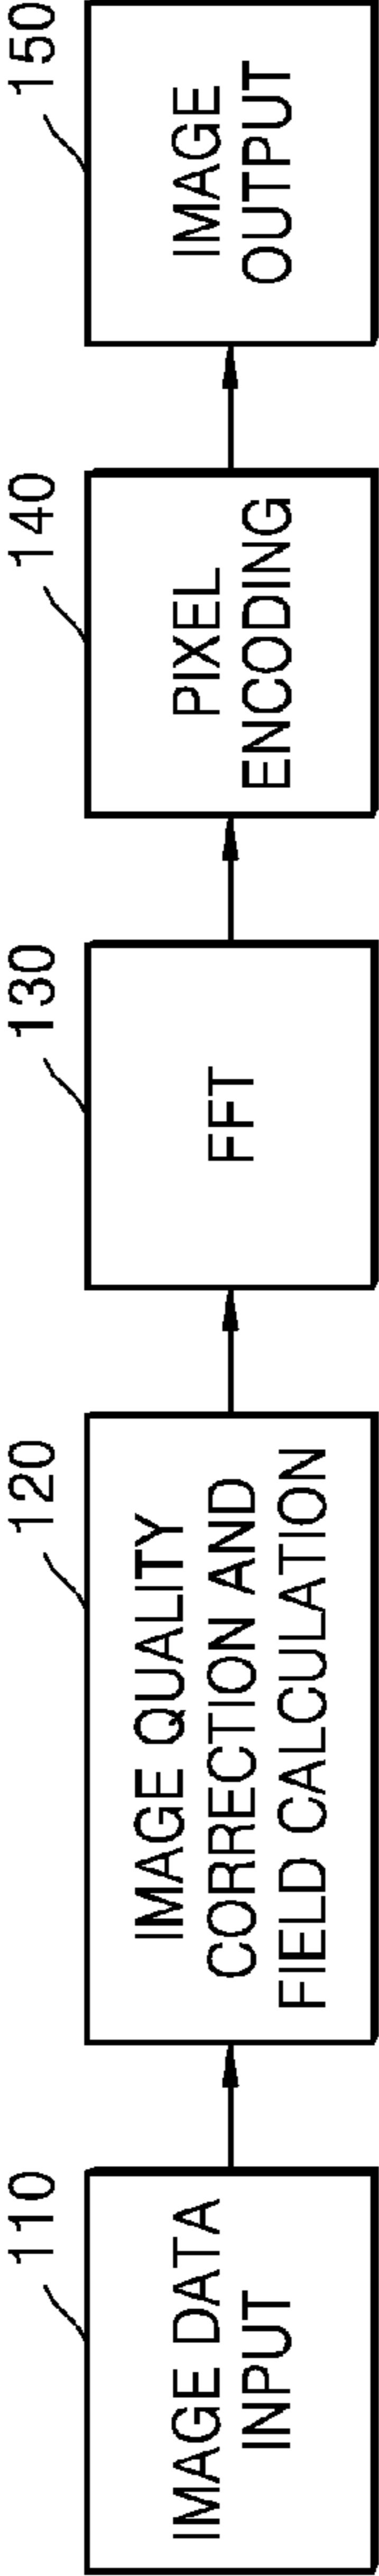 110
IMAGE DATA
INPUT
120
IMAGE QUALITY
CORRECTION AND
FIELD CALCULATION
130
FFT
140
PIXEL
ENCODING
150
IMAGE
OUTPUT